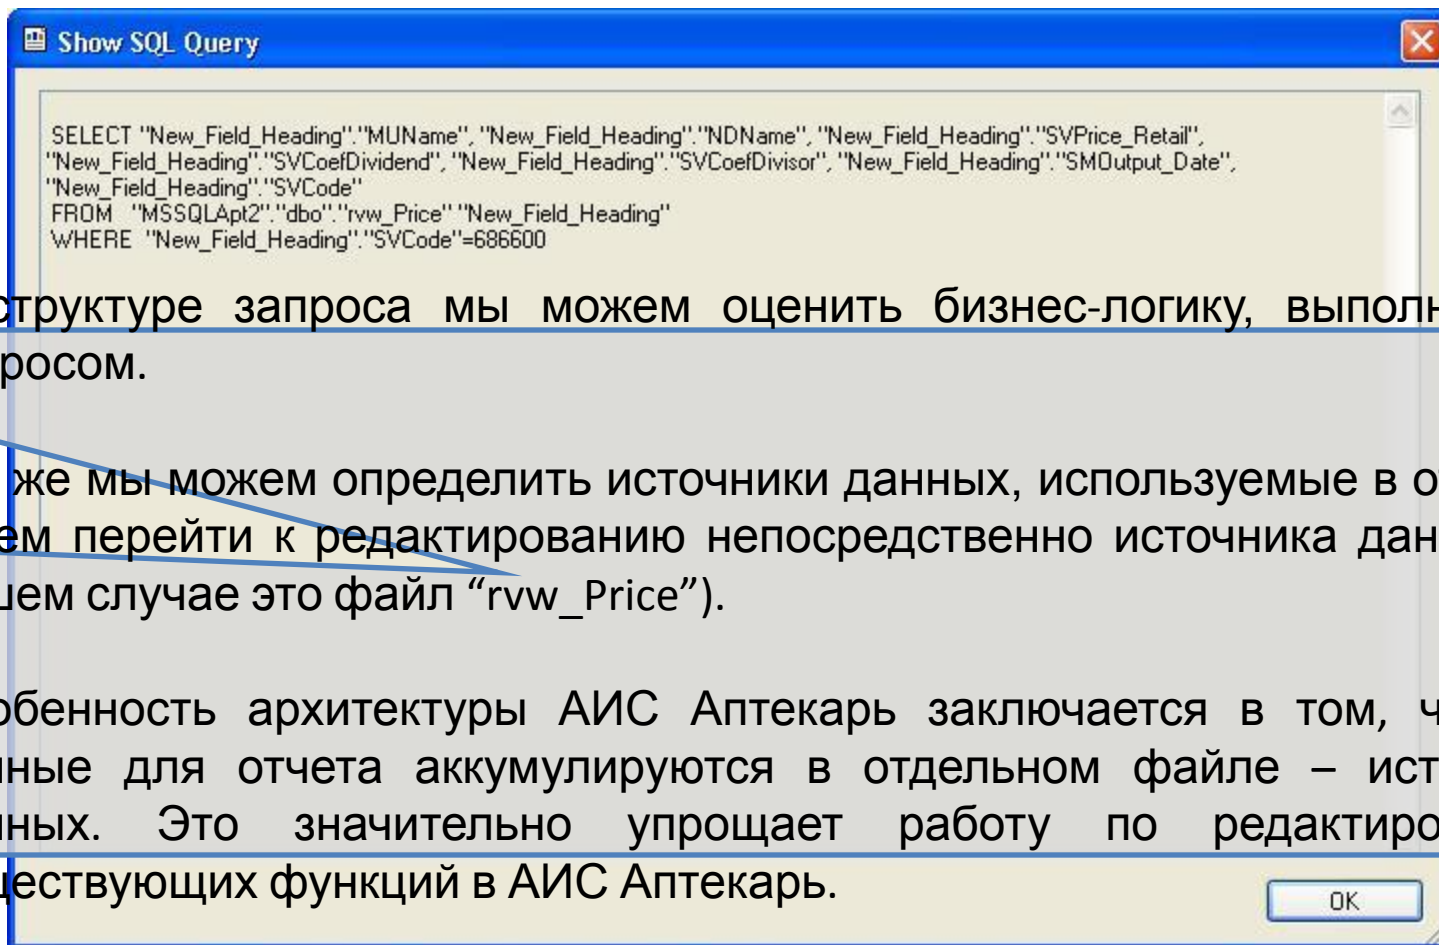 Show SQL Query
SELECT "New_Field_Heading"."MUName", "New_Field_Heading"."NDName", "New_Field_Heading"."SVPrice_Retail",
"New_Field_Heading"."SVCoefDividend", "New_Field_Heading"."SVCoefDivisor", "New_Field_Heading"."SMOutput_Date",
"New_Field_Heading"."SVCode"
FROM "MSSQLApt2"."dbo"."rvw_Price" "New_Field_Heading"
WHERE "New_Field_Heading"."SVCode"=686600
структуре запроса мы можем оценить бизнес-логику, выполн
росом.
же мы можем определить источники данных, используемые в о
ем перейти к редактированию непосредственно источника дан
шем случае это файл “rvw_Price”).
обенность архитектуры АИС Аптекарь заключается в том, ч
нные для отчета аккумулируются в отдельном файле – ист
нных. Это значительно упрощает работу по редактиро
ществующих функций в АИС Аптекарь.
OK